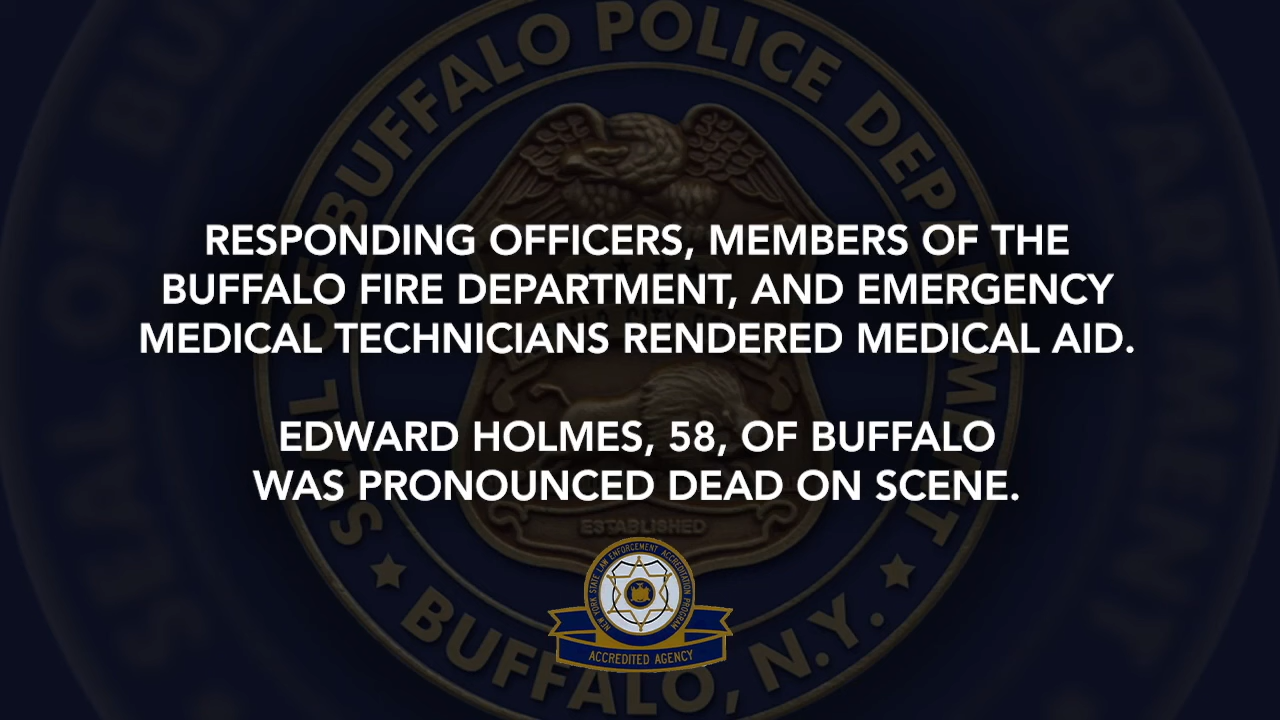 SEAL OF BUFFALO POLICE DEPARTMENT
RESPONDING OFFICERS, MEMBERS OF THE
BUFFALO FIRE DEPARTMENT, AND EMERGENCY
MEDICAL TECHNICIANS RENDERED MEDICAL AID.
EDWARD HOLMES, 58, OF BUFFALO
WAS PRONOUNCED DEAD ON SCENE.
ESTABLISHED
NEW YORK STATE LAW ENFORCEMENT ACCREDITATION PROGRAM
ACCREDITED AGENCY
BUFFALO, N.Y.